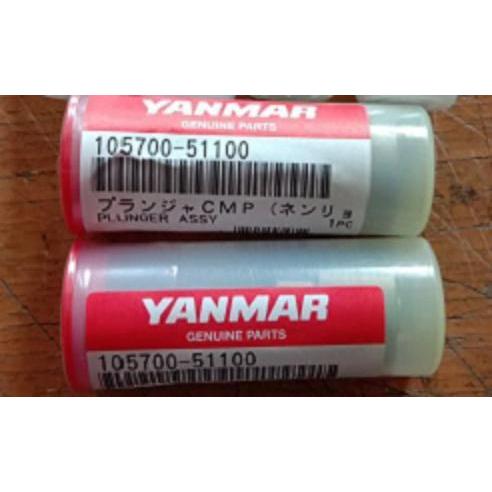 YANMAR
GENUINE PARTS
105700-51100
プランジャCMP (ネンリョ
PLUNGER ASSY
1PC
YANMAR
GENUINE PARTS
105700-51100